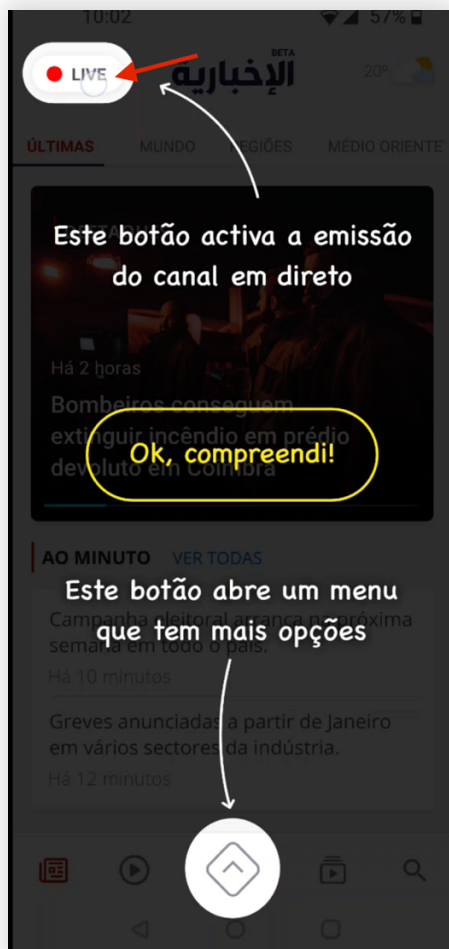 10:02
57%
LIVE
BETA
الإخبارية
20°
ÚLTIMAS
MUNDO
REGIÕES
MÉDIO ORIENTE
Este botão activa a emissão
do canal em direto
Há 2 horas
Bombeiros conseguem
extinguir incêndio em prédio
devoluto em Coimbra
Ok, compreendi!
AO MINUTO
VER TODAS
Este botão abre um menu
que tem mais opções
Campanha eleitoral arranca na próxima
semana em todo o país.
Há 10 minutos
Greves anunciadas a partir de Janeiro
em vários sectores da indústria.
Há 12 minutos